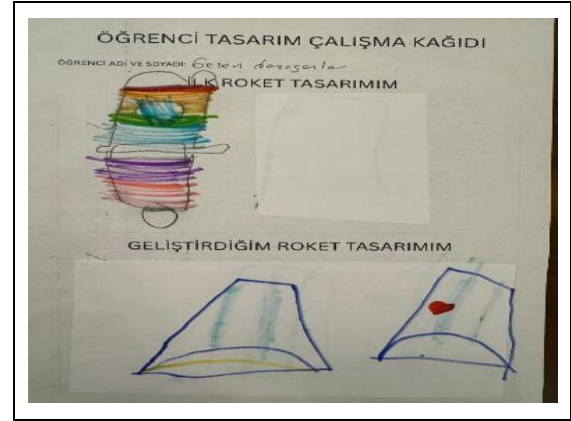 ÖĞRENCİ TASARIM ÇALIŞMA KAĞIDI
ÖĞRENCİ ADI VE SOYADI:
İLK ROKET TASARIMIM
GELİŞTİRDİĞİM ROKET TASARIMIM